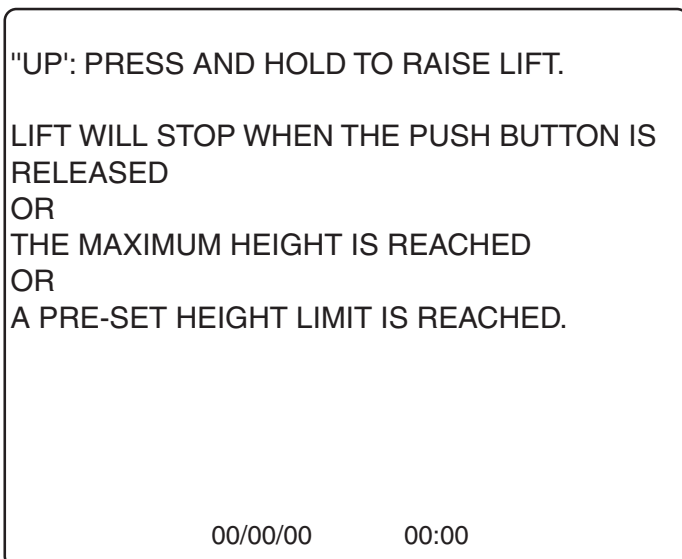 "UP': PRESS AND HOLD TO RAISE LIFT.
LIFT WILL STOP WHEN THE PUSH BUTTON IS
RELEASED
OR
THE MAXIMUM HEIGHT IS REACHED
OR
A PRE-SET HEIGHT LIMIT IS REACHED.
00/00/00 00:00